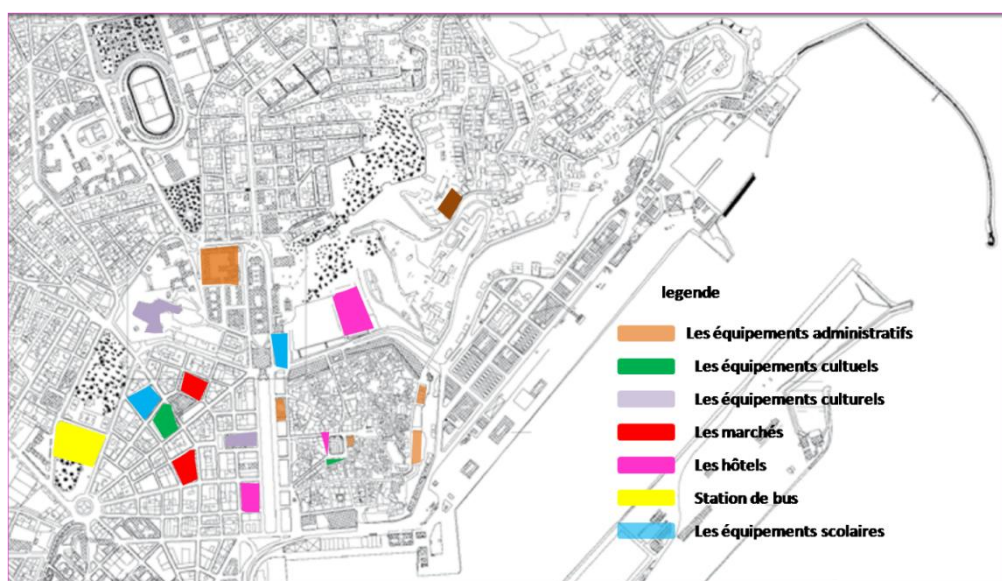 legende
Les équipements administratifs
Les équipements cultuels
Les équipements culturels
Les marchés
Les hôtels
Station de bus
Les équipements scolaires